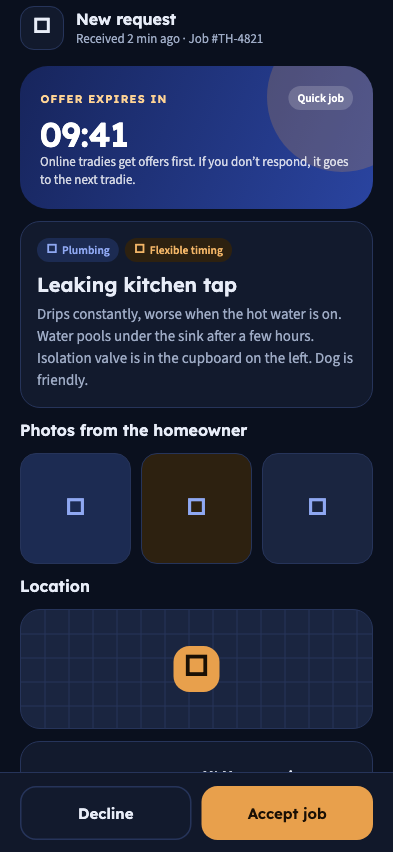 New request
Received 2 min ago · Job #TH-4821
OFFER EXPIRES IN
Quick job
09:41
Online tradies get offers first. If you don’t respond, it goes
to the next tradie.
Plumbing
Flexible timing
Leaking kitchen tap
Drips constantly, worse when the hot water is on.
Water pools under the sink after a few hours.
Isolation valve is in the cupboard on the left. Dog is
friendly.
Photos from the homeowner
Location
Decline
Accept job